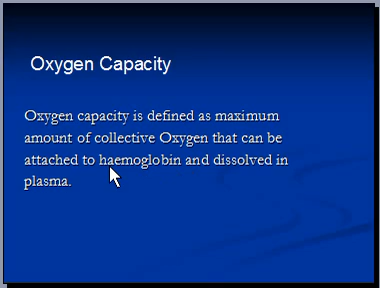 Oxygen Capacity
Oxygen capacity is defined as maximum
amount of collective Oxygen that can be
attached to haemoglobin and dissolved in
plasma.